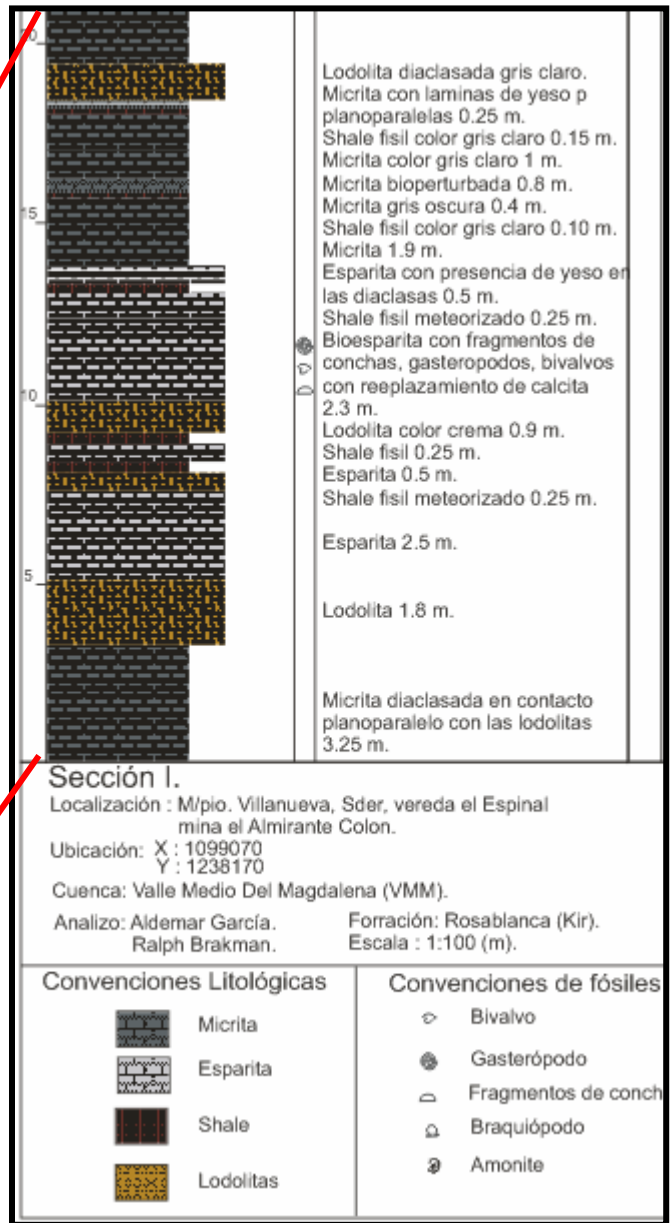 15
10
5
Lodolita diaclasada gris claro.
Micrita con laminas de yeso p
planoparalelas 0.25 m.
Shale fisil color gris claro 0.15 m.
Micrita color gris claro 1 m.
Micrita bioperturbada 0.8 m.
Micrita gris oscura 0.4 m.
Shale fisil color gris claro 0.10 m.
Micrita 1.9 m.
Esparita con presencia de yeso en
las diaclasas 0.5 m.
Shale fisil meteorizado 0.25 m.
Bioesparita con fragmentos de
conchas, gasteropodos, bivalvos
con reeplazamiento de calcita
2.3 m.
Lodolita color crema 0.9 m.
Shale fisil 0.25 m.
Esparita 0.5 m.
Shale fisil meteorizado 0.25 m.
Esparita 2.5 m.
Lodolita 1.8 m.
Micrita diaclasada en contacto
planoparalelo con las lodolitas
3.25 m.
Sección I.
Localización : M/pio. Villanueva, Sder, vereda el Espinal
mina el Almirante Colon.
Ubicación: X : 1099070
Y : 1238170
Cuenca: Valle Medio Del Magdalena (VMM).
Analizo: Aldemar García.
Ralph Brakman.
Forración: Rosablanca (Kir).
Escala : 1:100 (m).
Convenciones Litológicas
Micrita
Esparita
Shale
Lodolitas
Convenciones de fósiles
Bivalvo
Gasterópodo
Fragmentos de conch
Braquiópodo
Amonite